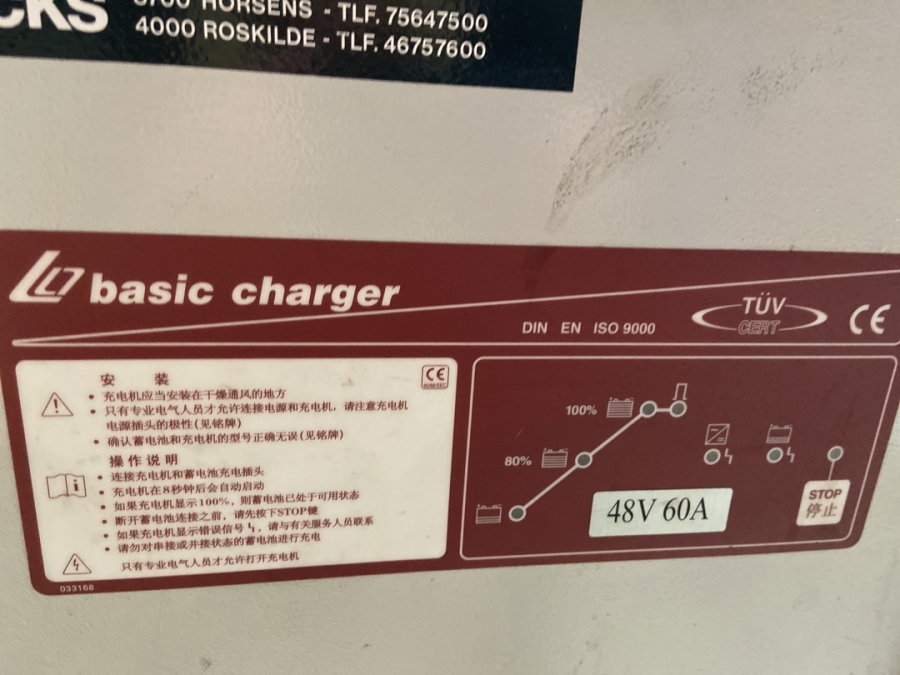 CKS
8700 HORSENS - TLF. 75647500
4000 ROSKILDE - TLF. 46757600
basic charger
DIN EN ISO 9000
TÜV
CERT
CE
安 装
CE
• 充电机应当安装在干燥通风的地方
• 只有专业电气人员才允许连接电源和充电机，请注意充电机
电源插头的极性(见铭牌)
• 确认蓄电池和充电机的型号正确无误(见铭牌)
操作说明
• 连接充电机和蓄电池充电插头
• 充电机在8秒钟后会自动启动
• 如果充电机显示100%，则蓄电池已处于可用状态
• 断开蓄电池连接之前，请先按下STOP键
• 如果充电机显示错误信号，请与有关服务人员联系
• 请勿对串接或并接状态的蓄电池进行充电
只有专业电气人员才允许打开充电机
033168
100%
80%
48V 60A
STOP
停止